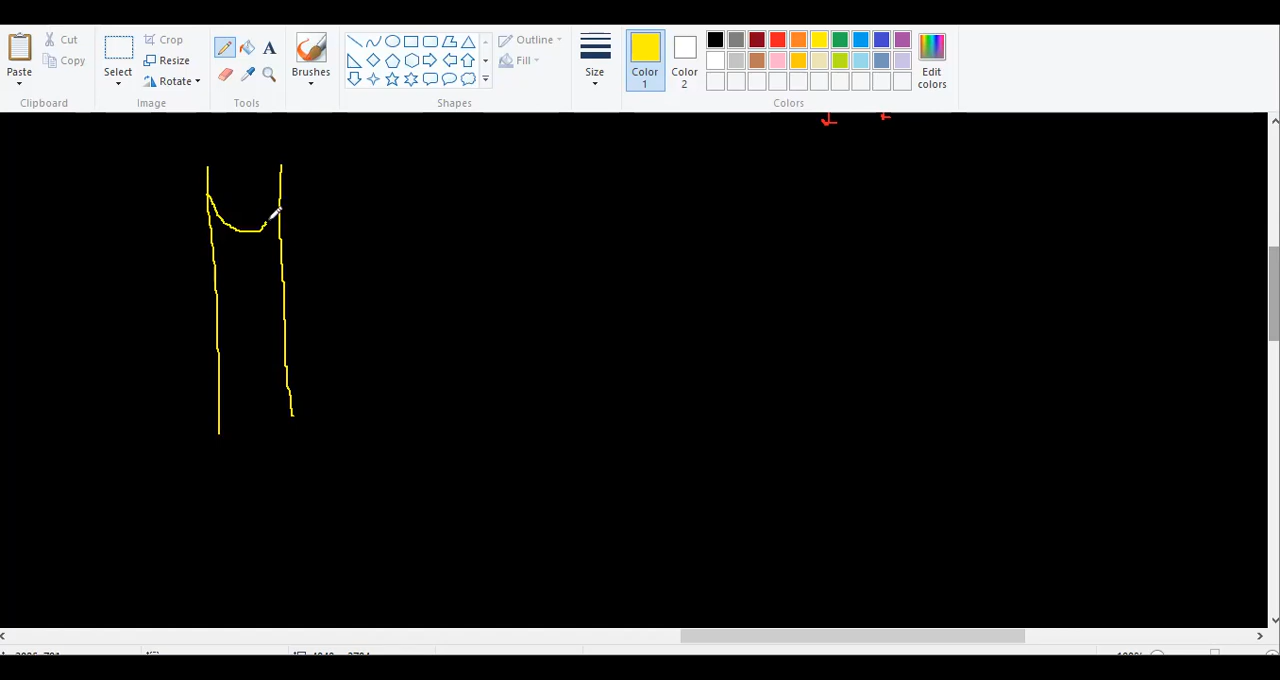 Cut
Copy
Paste
Clipboard
Select
Crop
Resize
Rotate
Image
A
Tools
Brushes
Outline
Fill
Shapes
Size
Color 1
Color 2
Edit colors
Colors